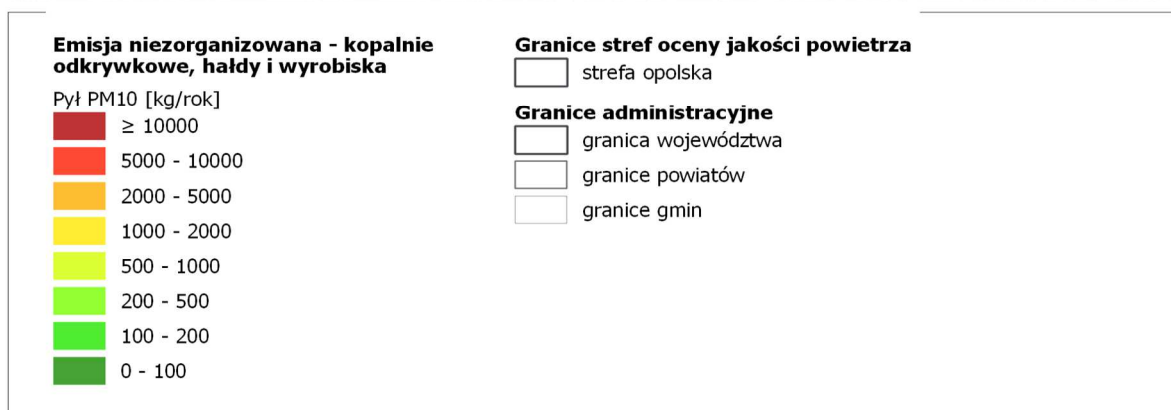 Emisja niezorganizowana - kopalnie
odkrywkowe, hałdy i wyrobiska
Pył PM10 [kg/rok]
≥ 10000
5000 - 10000
2000 - 5000
1000 - 2000
500 - 1000
200 - 500
100 - 200
0 - 100
Granice stref oceny jakości powietrza
strefa opolska
Granice administracyjne
granica województwa
granice powiatów
granice gmin